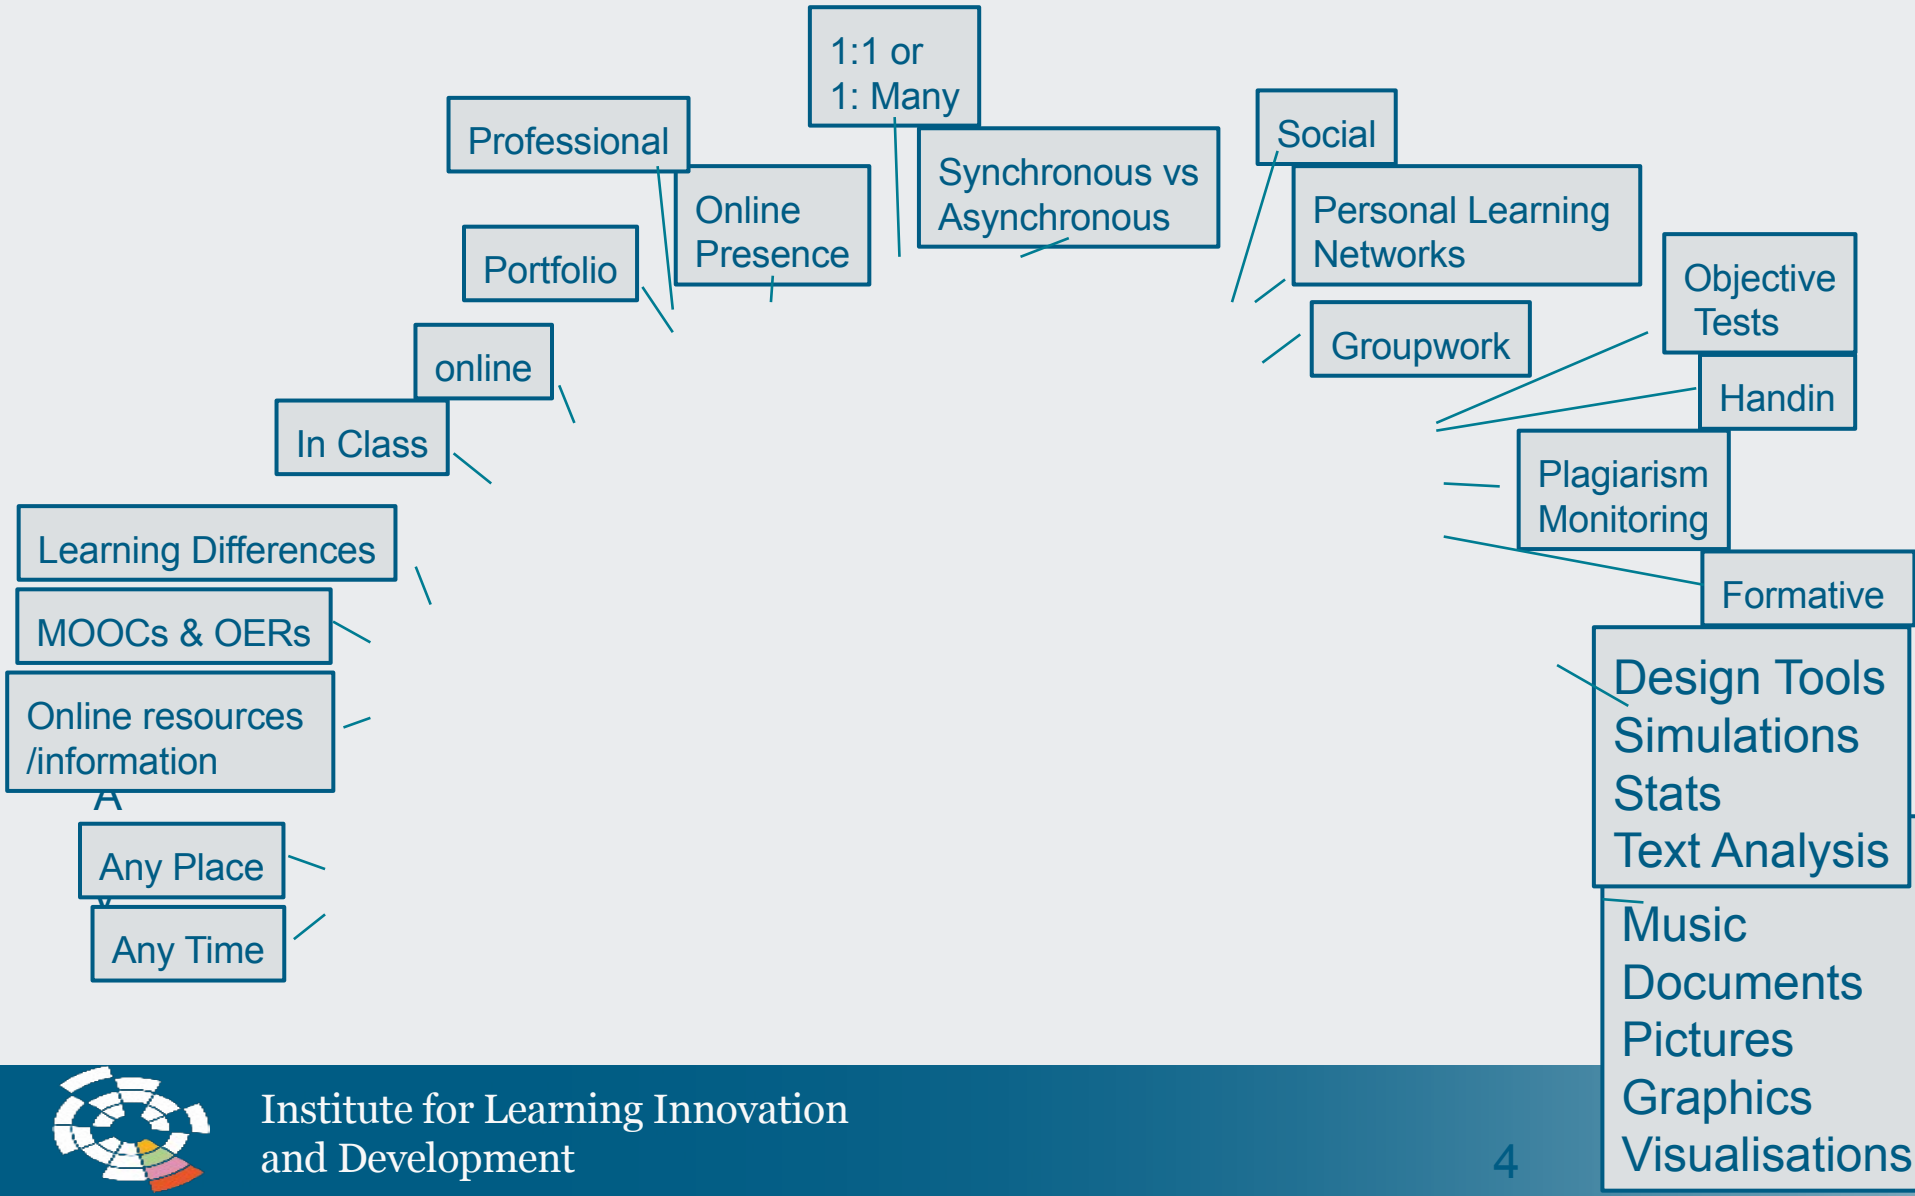 1:1 or
1: Many
Professional
Social
Synchronous vs
Asynchronous
Online
Presence
Personal Learning
Networks
Portfolio
Objective
Tests
Groupwork
online
Handin
In Class
Plagiarism
Monitoring
Learning Differences
Formative
MOOCs & OERs
Design Tools
Simulations
Stats
Text Analysis
Online resources
/information
A
Any Place
Any Time
Music
Documents
Pictures
Graphics
Visualisations
Institute for Learning Innovation
and Development
4